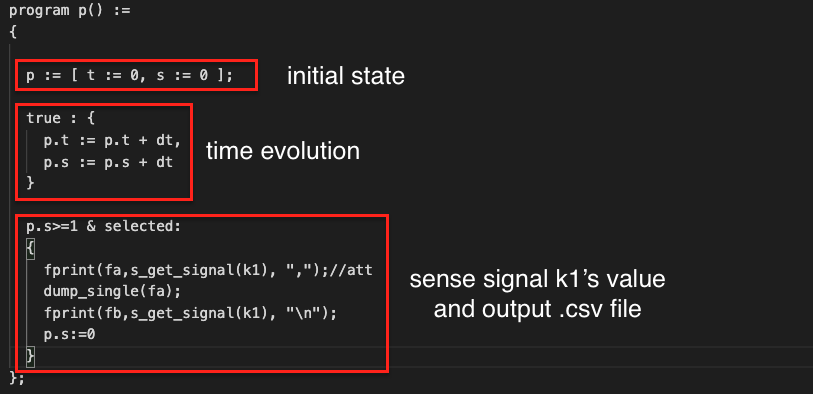 program p() :=
{
p := [ t := 0, s := 0 ];
initial state
true : {
p.t := p.t + dt,
p.s := p.s + dt
}
time evolution
p.s>=1 & selected:
{
fprint(fa,s_get_signal(k1), ",");//att
dump_single(fa);
fprint(fb,s_get_signal(k1), "\n");
p.s:=0
}
sense signal k1’s value
and output .csv file
};